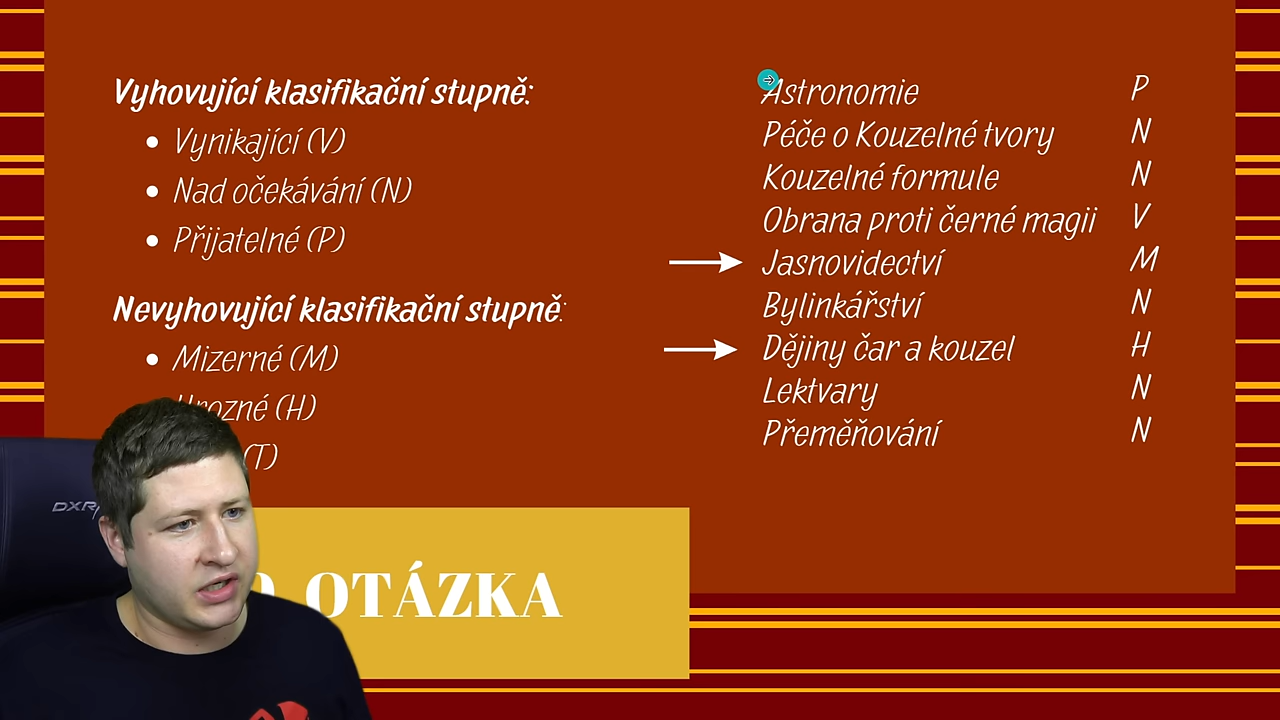 Vyhovující klasifikační stupně:
Vynikající (V)
Nad očekávání (N)
Přijatelné (P)
Nevyhovující klasifikační stupně:
Mizerné (M)
Hrozné (H)
(T)
OTÁZKA
Astronomie P
Péče o Kouzelné tvory N
Kouzelné formule N
Obrana proti černé magii V
Jasnovidectví M
Bylinkářství N
Dějiny čar a kouzel H
Lektvary N
Přeměňování N